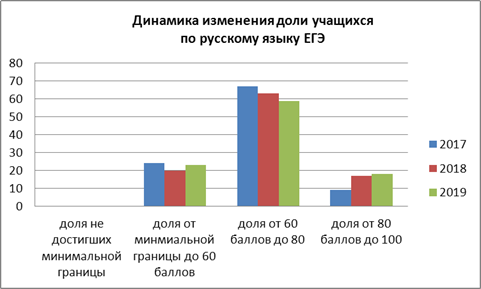 Динамика изменения доли учащихся
по русскому языку ЕГЭ
80
70
60
50
40
30
20
10
0
доля не
достигших
минимальной
границы
доля от
минмиальной
границы до 60
баллов
доля от 60
баллов до 80
доля от 80
баллов до 100
2017
2018
2019